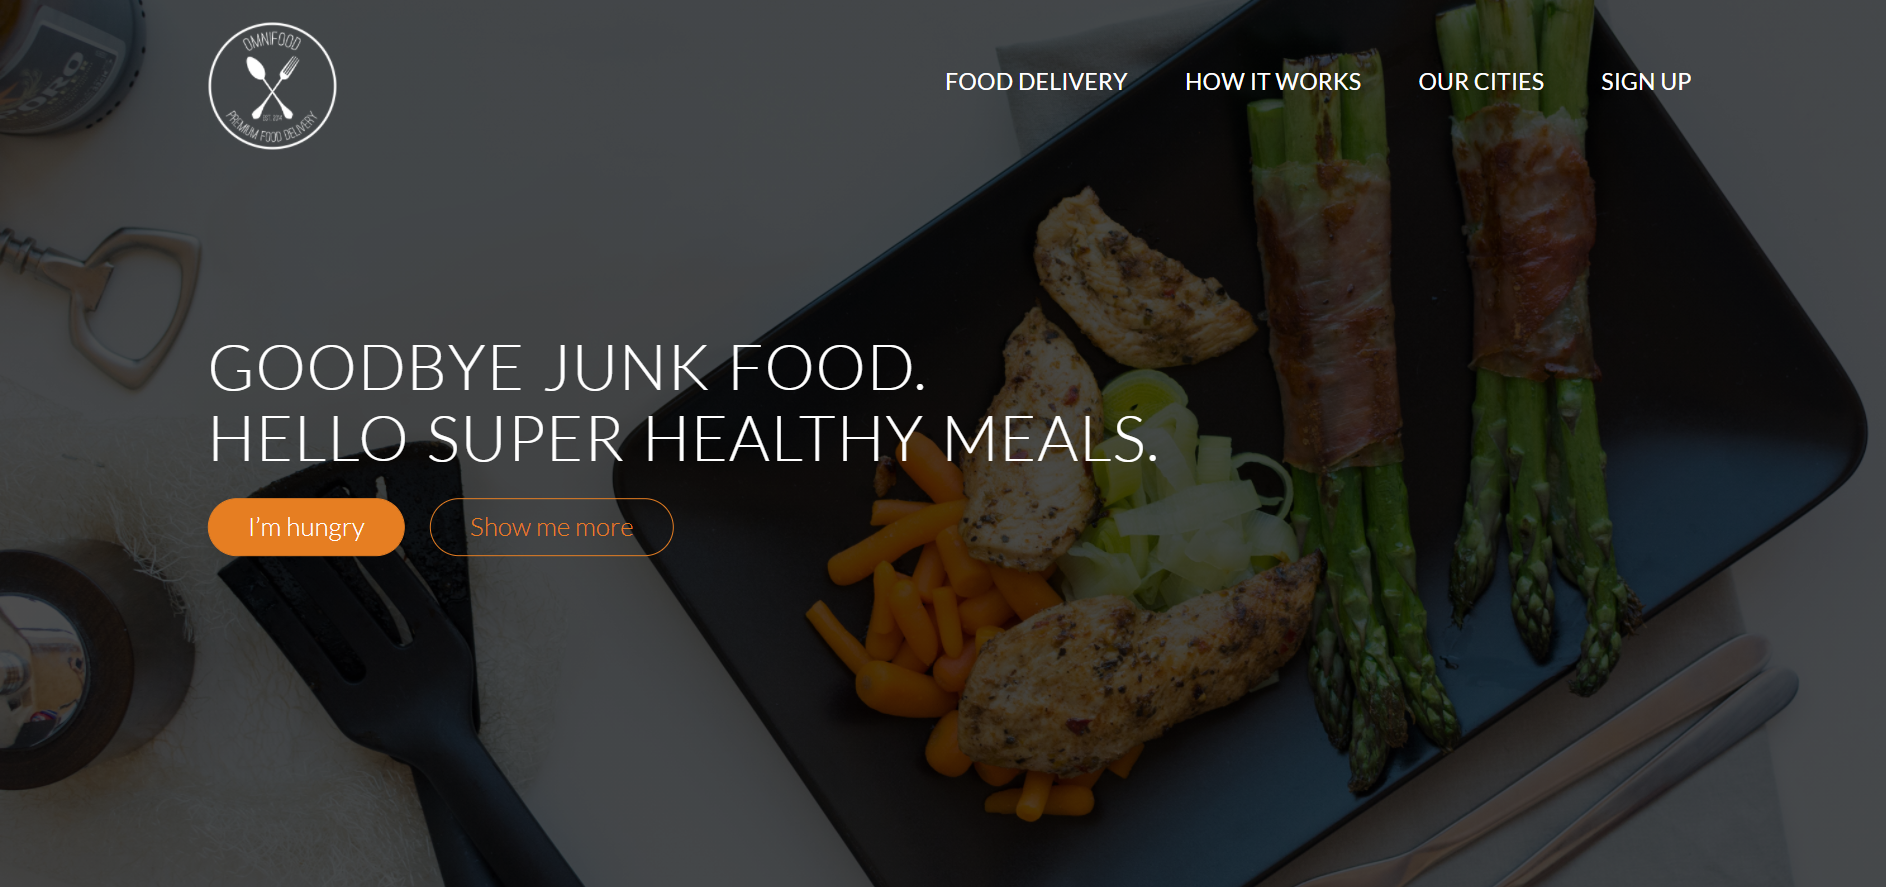 OMNIFOOD
EST. 2014
PREMIUM FOOD DELIVERY
FOOD DELIVERY
HOW IT WORKS
OUR CITIES
SIGN UP
GOODBYE JUNK FOOD.
HELLO SUPER HEALTHY MEALS.
I'm hungry
Show me more